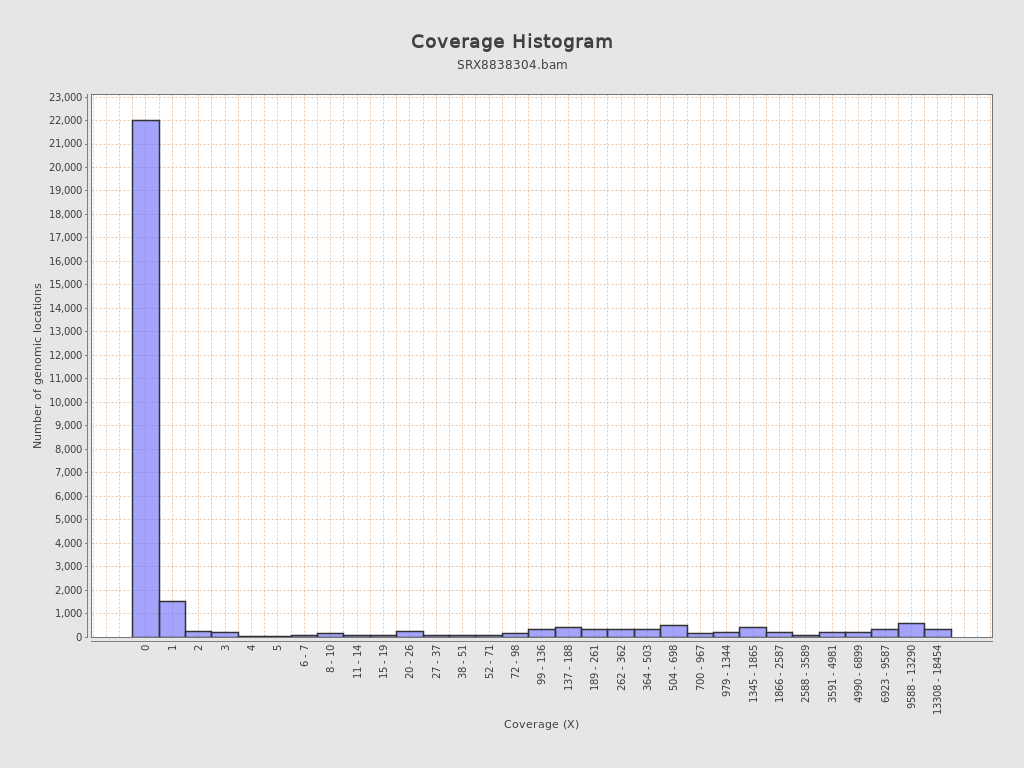 Coverage Histogram
SRX8838304.bam
23,000
22,000
21,000
20,000
19,000
18,000
17,000
16,000
15,000
14,000
13,000
12,000
11,000
10,000
9,000
8,000
7,000
6,000
5,000
4,000
3,000
2,000
1,000
0
Number of genomic locations
0
1
2
3
4
5
6 - 7
8 - 10
11 - 14
15 - 19
20 - 26
27 - 37
38 - 51
52 - 71
72 - 98
99 - 136
137 - 188
189 - 261
262 - 362
364 - 503
504 - 698
700 - 967
979 - 1344
1345 - 1865
1866 - 2587
2588 - 3589
3591 - 4981
4990 - 6899
6923 - 9587
9588 - 13290
13308 - 18454
Coverage (X)